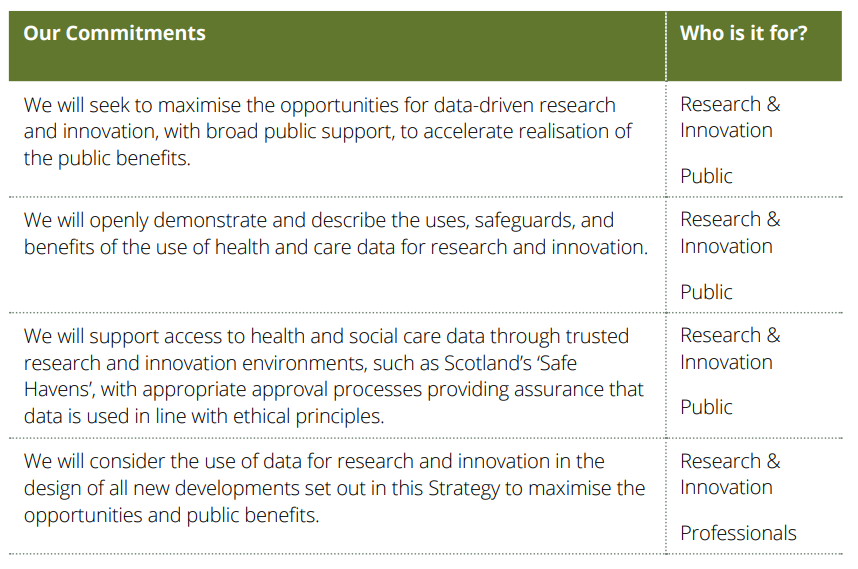 Our Commitments
Who is it for?
We will seek to maximise the opportunities for data-driven research
and innovation, with broad public support, to accelerate realisation of
the public benefits.
Research &
Innovation
Public
We will openly demonstrate and describe the uses, safeguards, and
benefits of the use of health and care data for research and innovation.
Research &
Innovation
Public
We will support access to health and social care data through trusted
research and innovation environments, such as Scotland’s ‘Safe
Havens’, with appropriate approval processes providing assurance that
data is used in line with ethical principles.
Research &
Innovation
Public
We will consider the use of data for research and innovation in the
design of all new developments set out in this Strategy to maximise the
opportunities and public benefits.
Research &
Innovation
Professionals